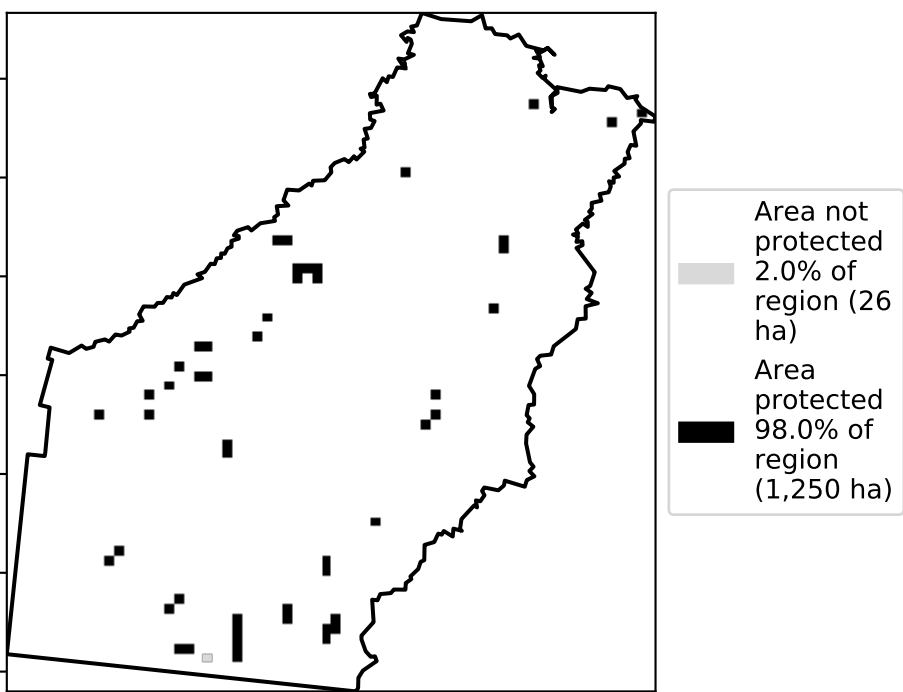 Area not
protected
2.0% of
region (26
ha)
Area
protected
98.0% of
region
(1,250 ha)